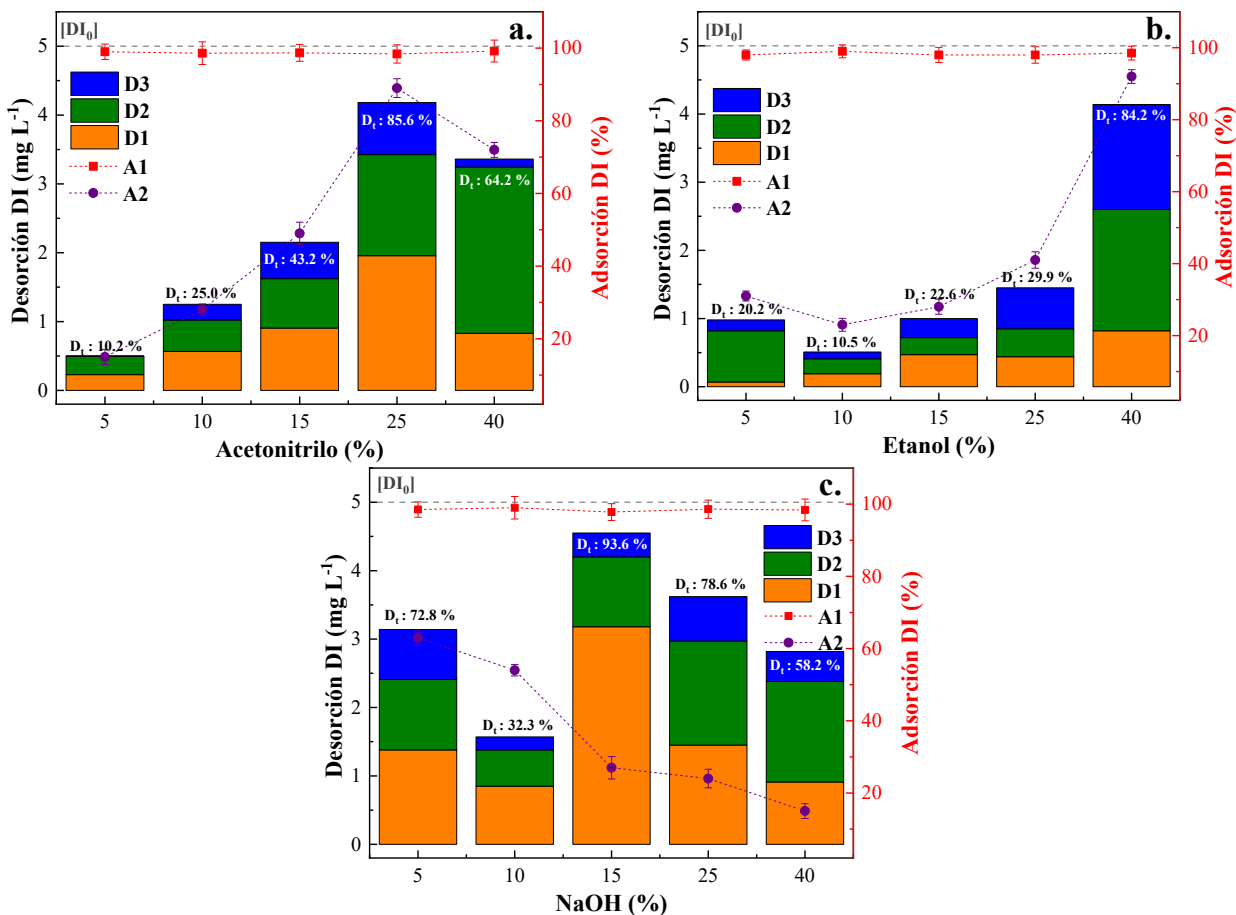 [DI₀]
a.
5
4
3
2
1
0
D3
D2
D1
A1
A2
Dₜ : 10.2 %
Dₜ : 25.0 %
Dₜ : 43.2 %
Dₜ : 85.6 %
Dₜ : 64.2 %
100
80
60
40
20
Desorción DI (mg L⁻¹)
Adsorción DI (%)
5 10 15 25 40
Acetonitrilo (%)
[DI₀]
b.
5
4
3
2
1
0
D3
D2
D1
A1
A2
Dₜ : 20.2 %
Dₜ : 10.5 %
Dₜ : 22.6 %
Dₜ : 29.9 %
Dₜ : 84.2 %
100
80
60
40
20
Desorción DI (mg L⁻¹)
Adsorción DI (%)
5 10 15 25 40
Etanol (%)
[DI₀]
c.
5
4
3
2
1
0
D3
D2
D1
A1
A2
Dₜ : 72.8 %
Dₜ : 32.3 %
Dₜ : 93.6 %
Dₜ : 78.6 %
Dₜ : 58.2 %
100
80
60
40
20
Desorción DI (mg L⁻¹)
Adsorción DI (%)
5 10 15 25 40
NaOH (%)